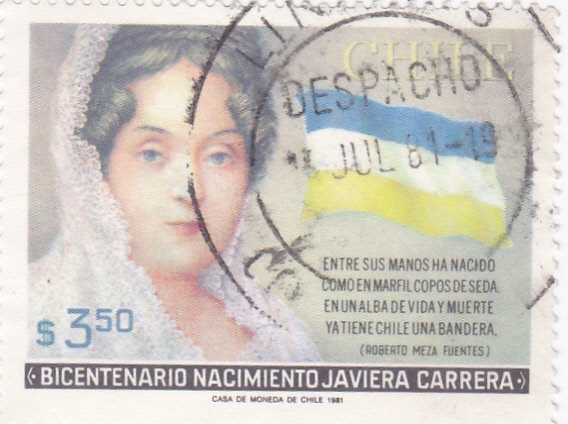 CHILE
DESPACHO
JUL 81-19
ENTRE SUS MANOS HA NACIDO
COMO EN MARFIL COPOS DE SEDA.
EN UN ALBA DE VIDA Y MUERTE
YA TIENE CHILE UNA BANDERA.
(ROBERTO MEZA FUENTES)
$ 3.50
BICENTENARIO NACIMIENTO JAVIERA CARRERA
CASA DE MONEDA DE CHILE 1981